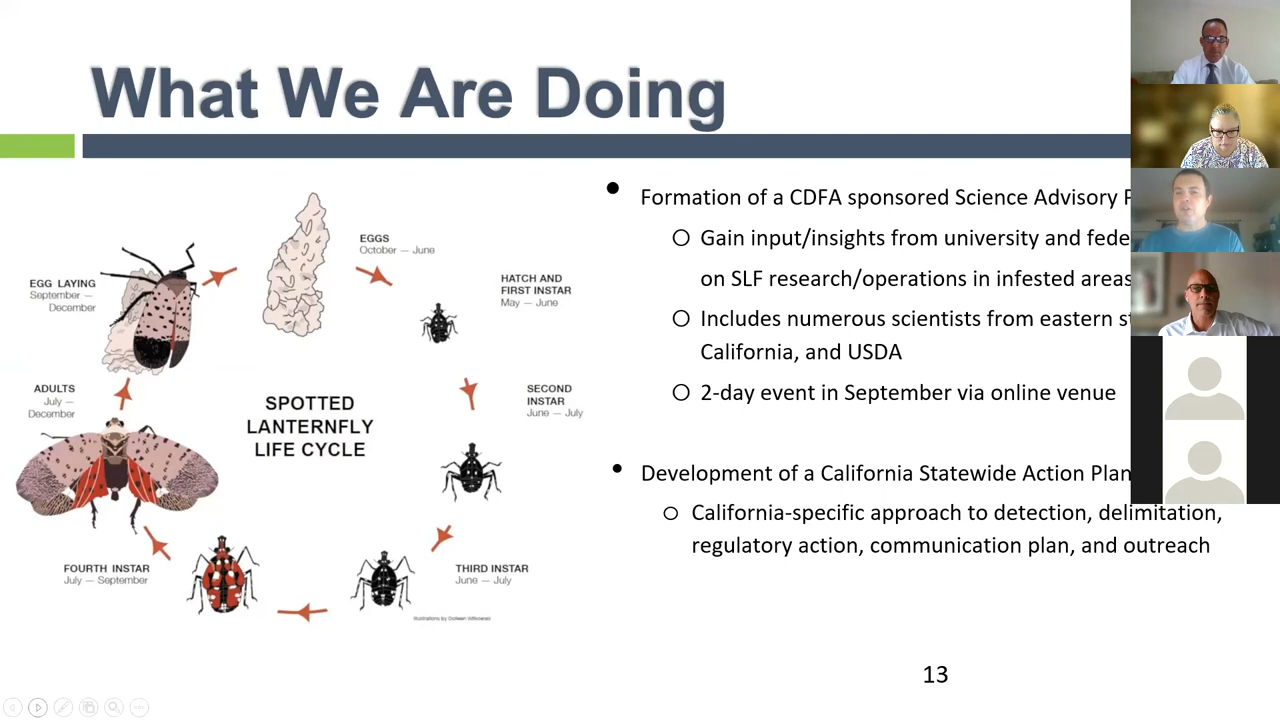 What We Are Doing
EGGS
October — June
HATCH AND
FIRST INSTAR
May — June
SECOND
INSTAR
June — July
THIRD INSTAR
June — July
FOURTH INSTAR
July — September
ADULTS
July —
December
EGG LAYING
September —
December
SPOTTED
LANTERNFLY
LIFE CYCLE
Illustrations by Doreen Wittkowski
• Formation of a CDFA sponsored Science Advisory
Gain input/insights from university and
on SLF research/operations in infested areas
Includes numerous scientists from eastern
California, and USDA
2-day event in September via online venue
• Development of a California Statewide Action Plan
California-specific approach to detection, delimitation,
regulatory action, communication plan, and outreach
13